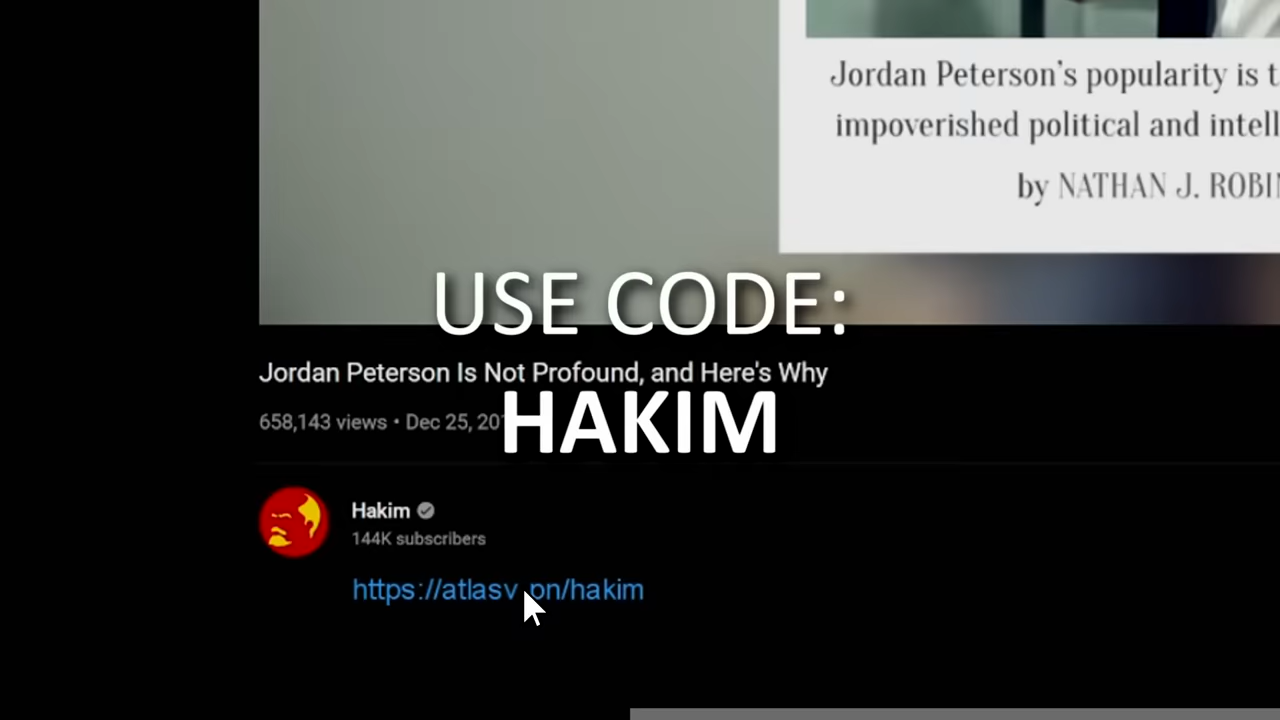 Jordan Peterson's popularity is t
impoverished political and intell
by NATHAN J. ROBIN
USE CODE:
Jordan Peterson Is Not Profound, and Here's Why
HAKIM
658,143 views • Dec 25, 20
Hakim
144K subscribers
https://atlasv.pn/hakim